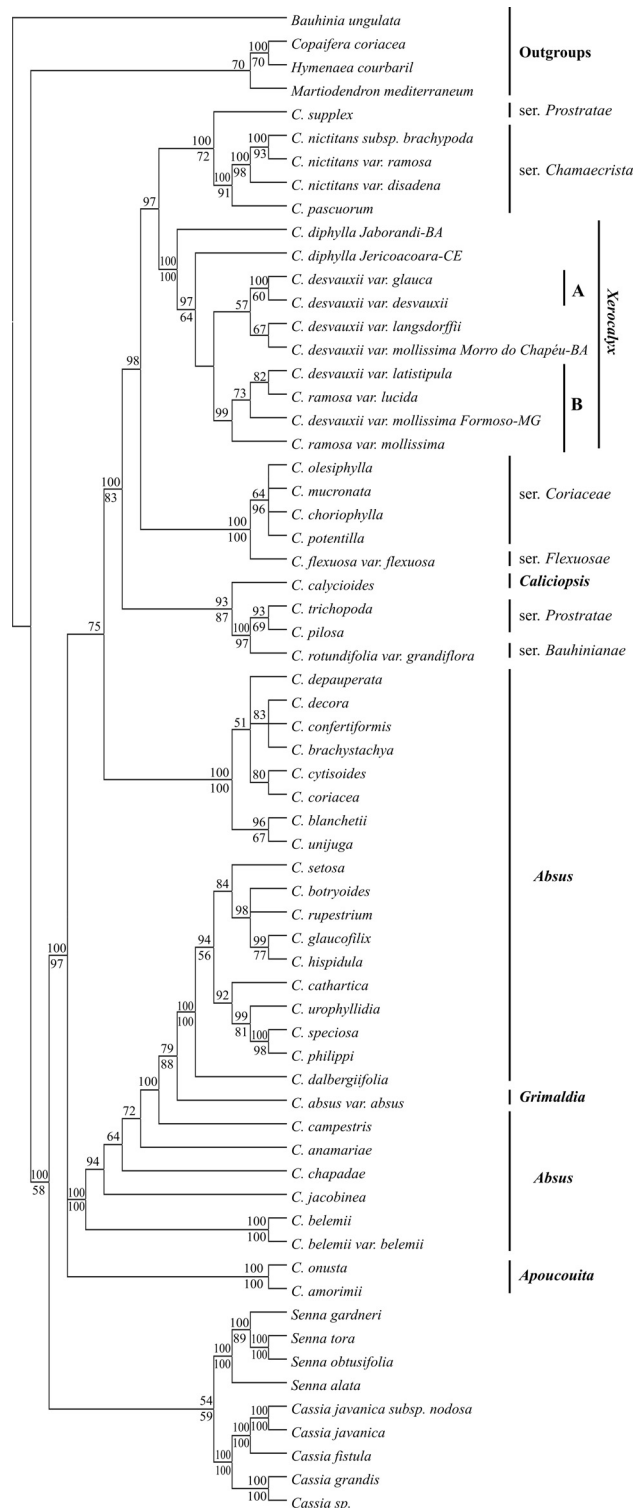 Bauhinia ungulata
100 Copaifera coriacea
70 70 Hymenaea courbaril
Outgroups
Martiodendron mediterraneum
C. supplex
ser. Prostratae
100
72
100 C. nictitans subsp. brachypoda
100 93 C. nictitans var. ramosa
98
ser. Chamaecrista
97
100
91
C. nictitans var. disadena
C. pascuorum
C. diphylla Jaborandi-BA
100
100
C. diphylla Jericoacoara-CE
100 C. desvauxii var. glauca
97
64
57 60 C. desvauxii var. desvauxii
A
Xerocalyx
67 C. desvauxii var. langsdorffii
C. desvauxii var. mollissima Morro do Chapéu-BA
98
82 C. desvauxii var. latistipula
73 C. ramosa var. lucida
B
99 C. desvauxii var. mollissima Formoso-MG
C. ramosa var. mollissima
C. olesiphylla
100
83
64
96
C. mucronata
ser. Coriaceae
C. choriophylla
100
100
C. potentilla
C. flexuosa var. flexuosa
ser. Flexuosae
C. calycioides
Caliciopsis
93
87
93 C. trichopoda
69
ser. Prostratae
75
100
97
C. pilosa
C. rotundifolia var. grandiflora
ser. Bauhinianae
C. depauperata
C. decora
51 83
C. confertiformis
C. brachystachya
100
100
80 C. cytisoides
C. coriacea
96 C. blanchetii
67 C. unijuga
C. setosa
Absus
84
C. botryoides
98 C. rupestrium
99 C. glaucofilix
77
100
97
94
56
C. hispidula
C. cathartica
92
99 C. urophyllidia
81
100 C. speciosa
98 C. philippi
100
100
C. dalbergiifolia
79
88
C. absus var. absus
Grimaldia
100
C. campestris
72
C. anamariae
64
C. chapadae
Absus
100
58
94
C. jacobinea
100
100
100 C. belemii
100 C. belemii var. belemii
100 C. onusta
100 C. amorimii
Apoucouita
Senna gardneri
100
89
100 Senna tora
100
100
100
Senna obtusifolia
Senna alata
54
59
100 Cassia javanica subsp. nodosa
100 100
100 Cassia javanica
100
100
Cassia fistula
100 Cassia grandis
100 Cassia sp.